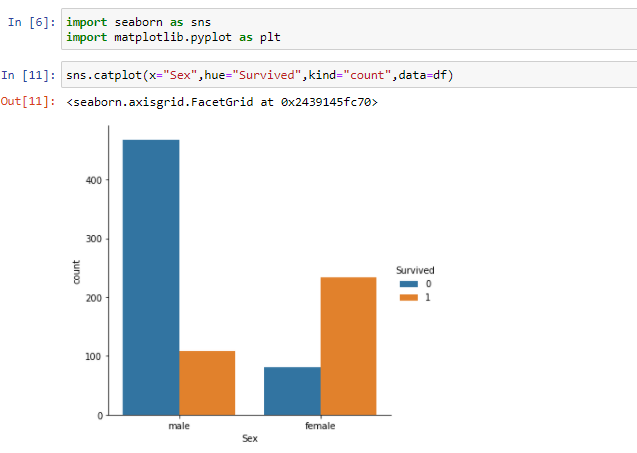 In [6]: import seaborn as sns
import matplotlib.pyplot as plt
In [11]: sns.catplot(x="Sex",hue="Survived",kind="count",data=df)
Out[11]: <seaborn.axisgrid.FacetGrid at 0x2439145fc70>
400
300
200
100
0
count
male female
Sex
Survived
0
1